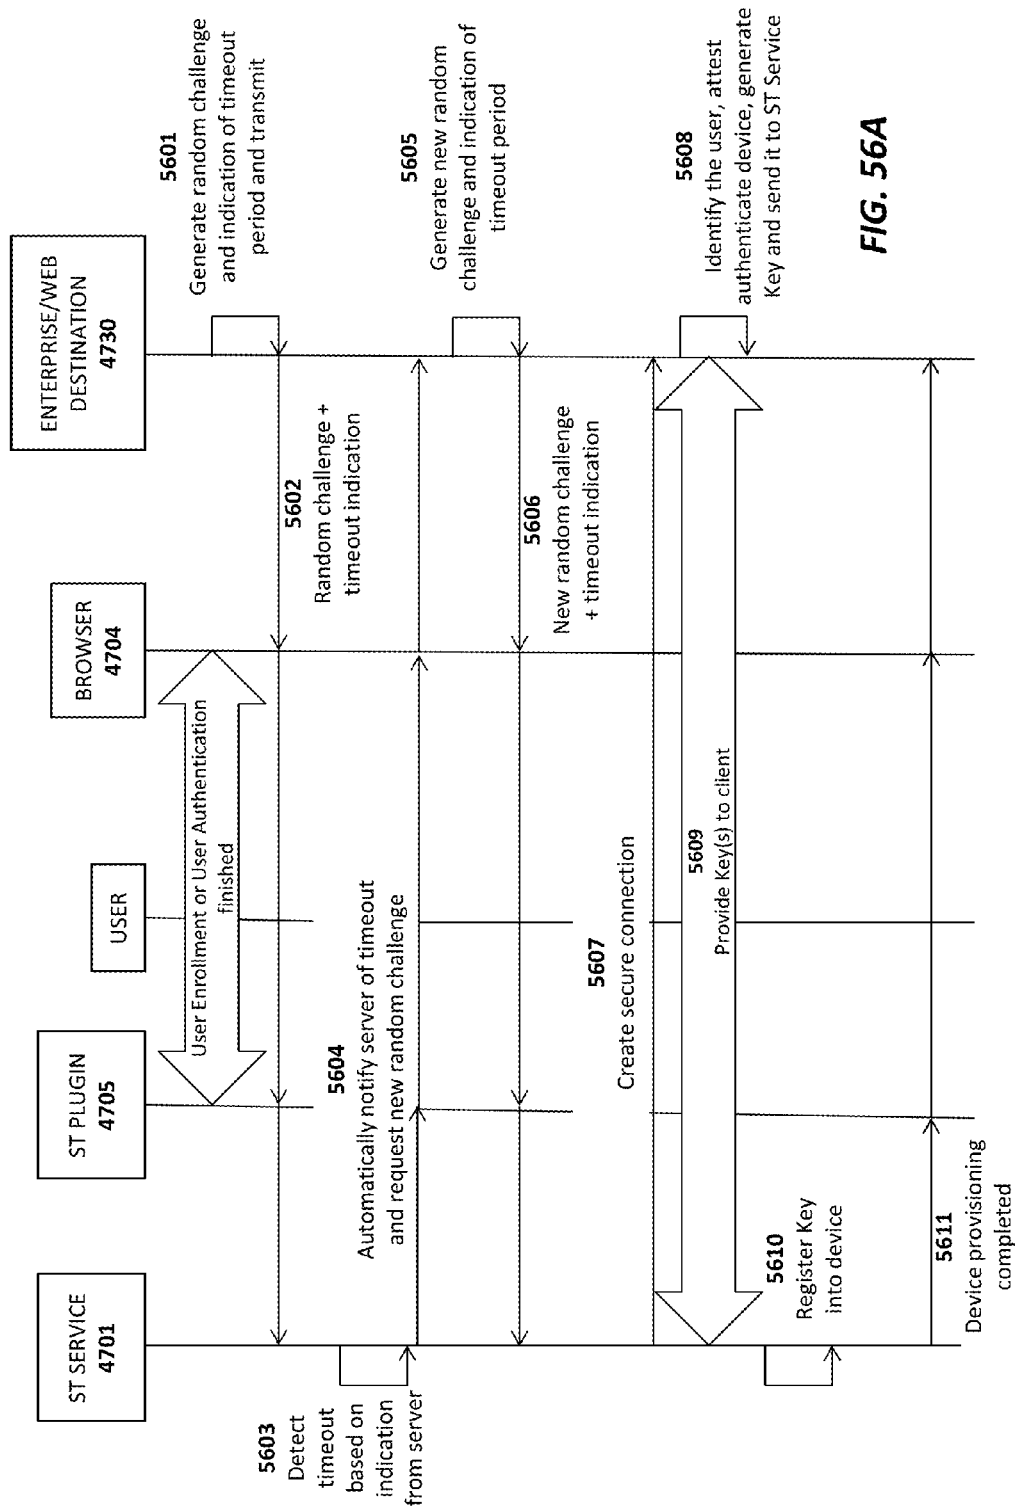 ST SERVICE
4701
ST PLUGIN
4705
USER
BROWSER
4704
ENTERPRISE/WEB
DESTINATION
4730
User Enrollment or User Authentication
finished
5601
Generate random challenge
and indication of timeout
period and transmit
5602
Random challenge +
timeout indication
5603
Detect
timeout
based on
indication
from server
5604
Automatically notify server of timeout
and request new random challenge
5605
Generate new random
challenge and indication of
timeout period
5606
New random challenge
+ timeout indication
5607
Create secure connection
5608
Identify the user, attest
authenticate device, generate
Key and send it to ST Service
5609
Provide Key(s) to client
5610
Register Key
into device
5611
Device provisioning
completed
FIG. 56A